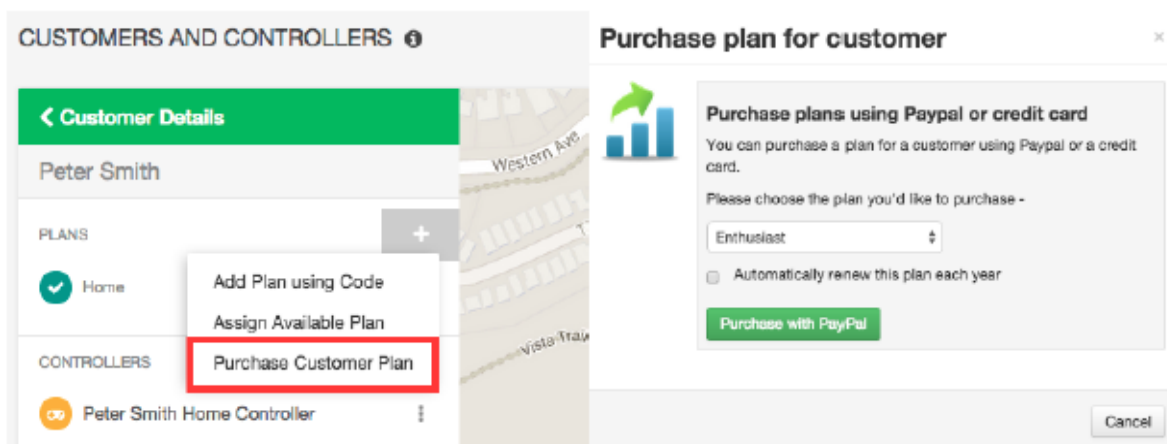 CUSTOMERS AND CONTROLLERS
Customer Details
Peter Smith
PLANS
Home
Add Plan using Code
Assign Available Plan
Purchase Customer Plan
CONTROLLERS
Peter Smith Home Controller
Western Ave
Vista Trail
Purchase plan for customer
Purchase plans using Paypal or credit card
You can purchase a plan for a customer using Paypal or a credit
card.
Please choose the plan you'd like to purchase -
Enthusiast
Automatically renew this plan each year
Purchase with PayPal
Cancel